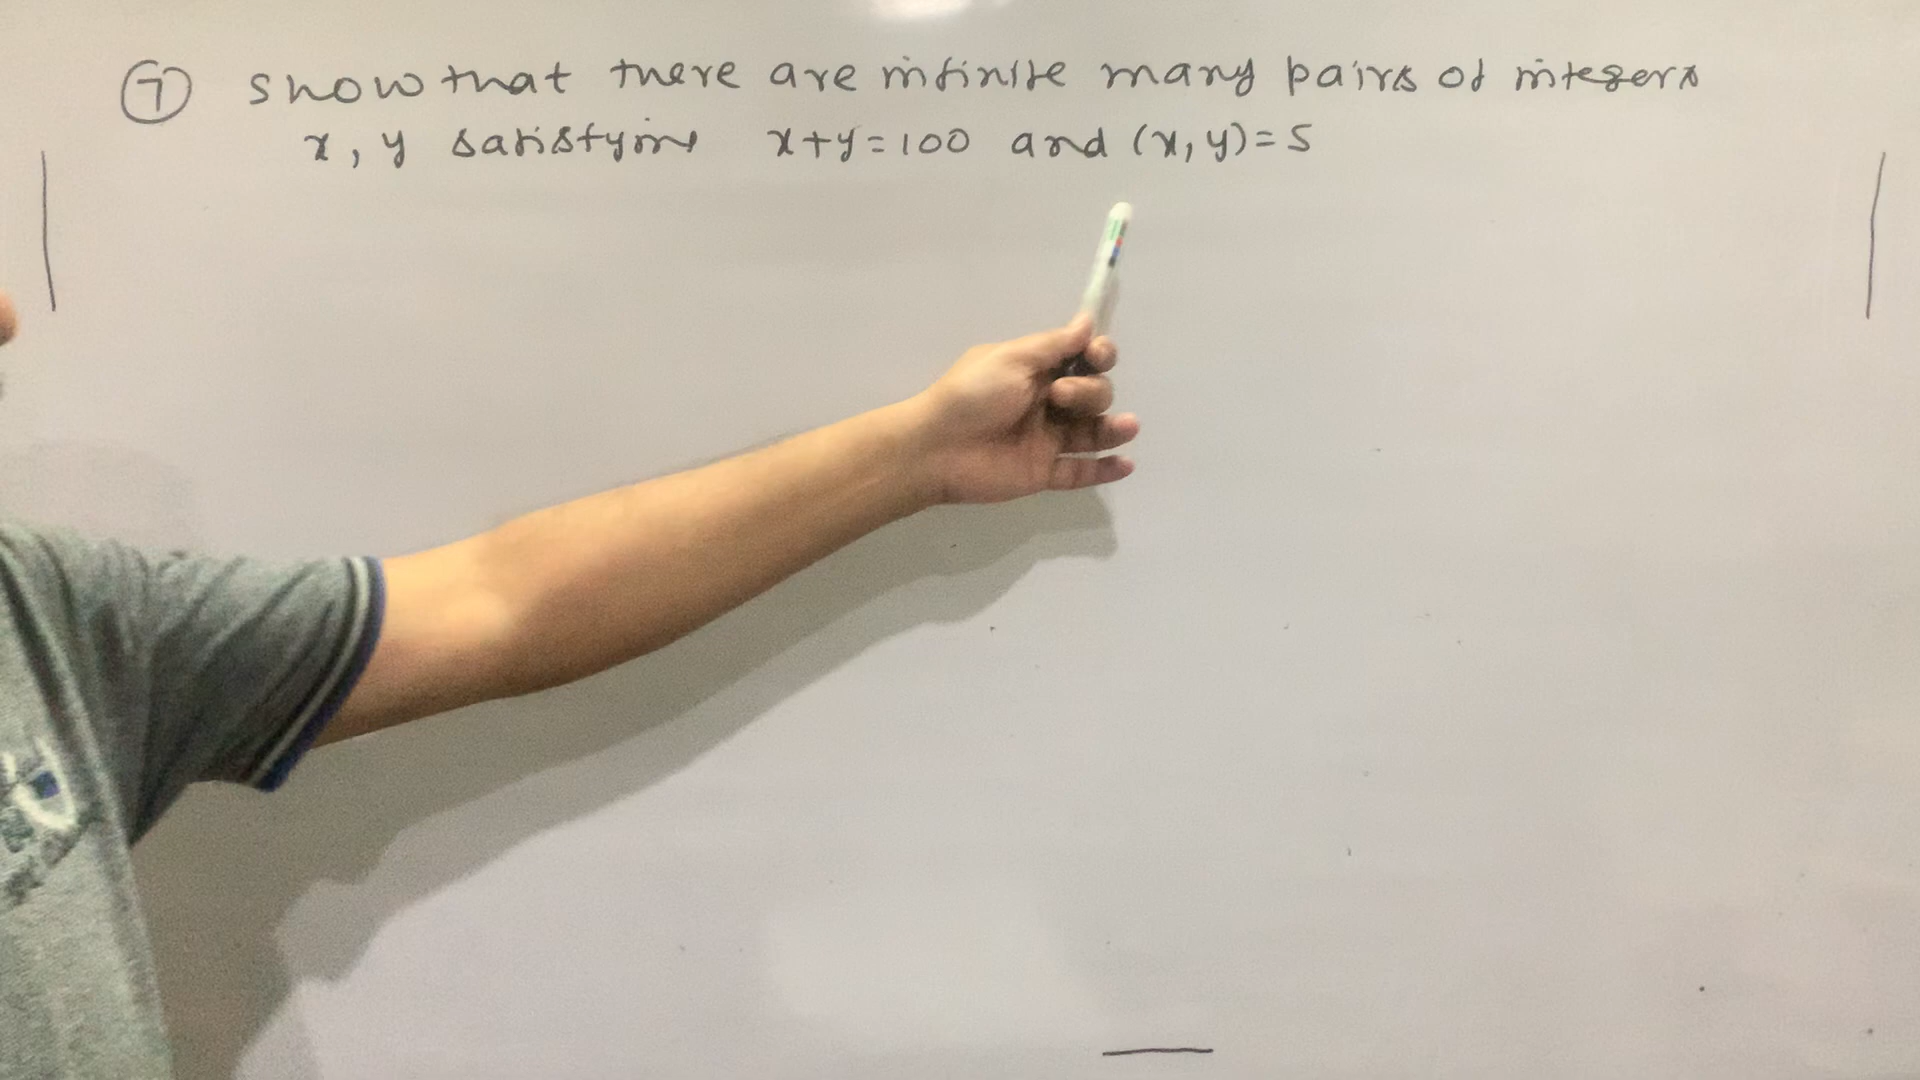 ⑦ show that there are infinite many pairs of integers
x, y satisfying x+y=100 and (x,y)=5